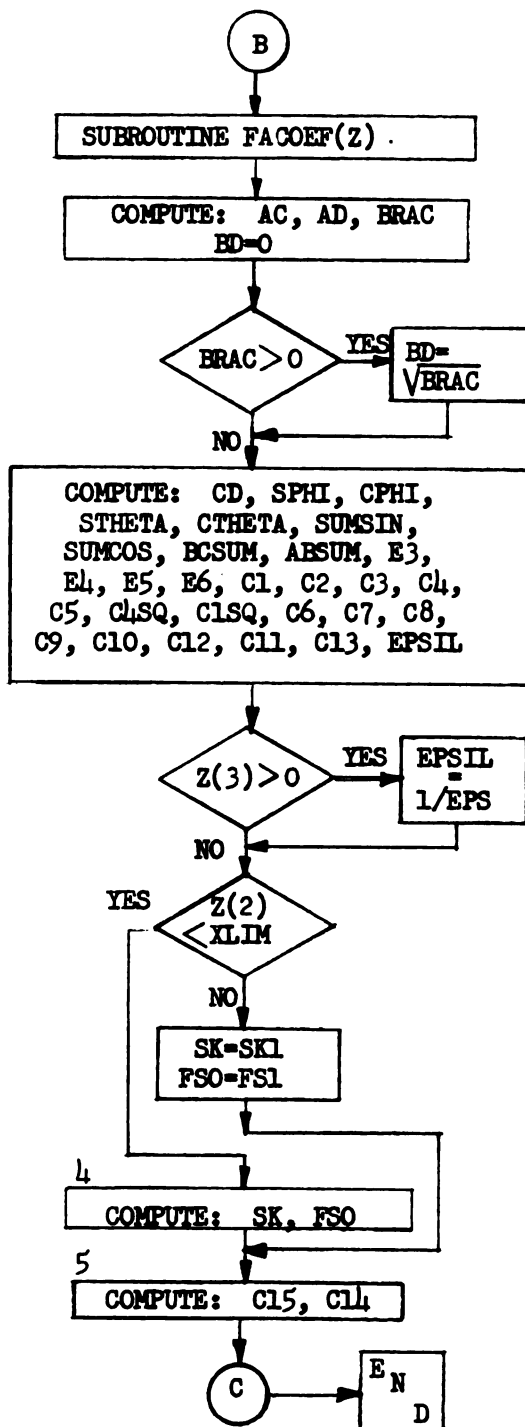 B
SUBROUTINE FACOEF(Z) .
COMPUTE: AC, AD, BRAC
BD=0
BRAC>0
YES
BD=
√BRAC
NO
COMPUTE: CD, SPHI, CPHI,
STHETA, CTHETA, SUMSIN,
SUMCOS, BCSUM, ABSUM, E3,
E4, E5, E6, C1, C2, C3, C4,
C5, C4SQ, C1SQ, C6, C7, C8,
C9, C10, C12, C11, C13, EPSIL
Z(3)>0
YES
EPSIL
=
1/EPS
NO
YES
Z(2)
<XLIM
NO
SK=SK1
FSO=FS1
4
COMPUTE: SK, FSO
5
COMPUTE: C15, C14
C
E
N
D